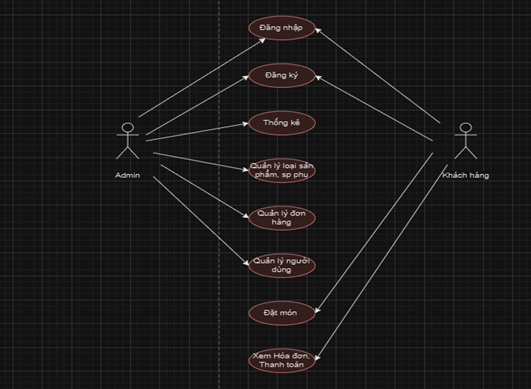 Đăng nhập
Đăng ký
Thống kê
Quản lý loại sản
phẩm, sp phụ
Admin
Khách hàng
Quản lý đơn
hàng
Quản lý người
dùng
Đặt món
Xem Hóa đơn,
Thanh toán